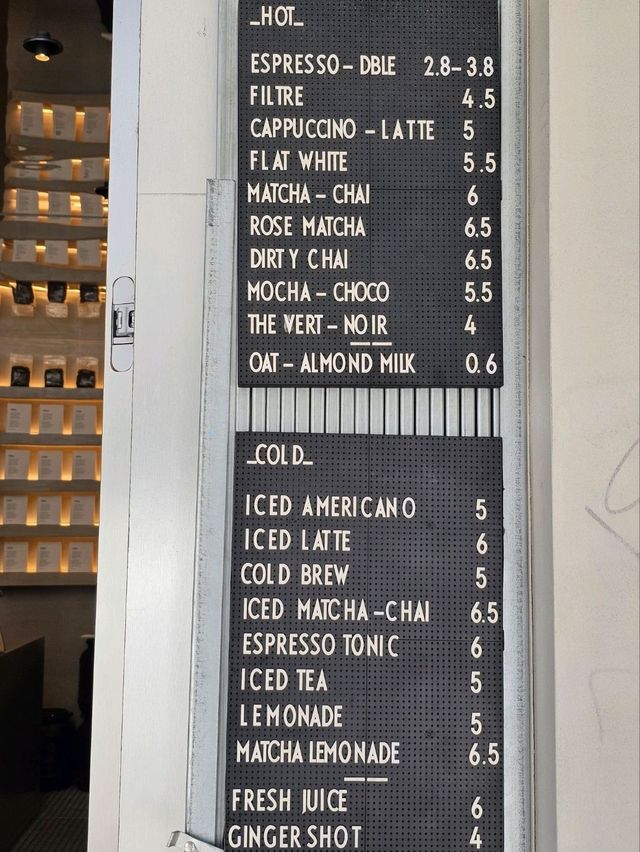 _HOT_
ESPRESSO - DBLE 2.8-3.8
FILTRE 4.5
CAPPUCCINO - LATTE 5
FLAT WHITE 5.5
MATCHA - CHAI 6
ROSE MATCHA 6.5
DIRTY CHAI 6.5
MOCHA - CHOCO 5.5
THE VERT - NOIR 4
OAT - ALMOND MILK 0.6
_COLD_
ICED AMERICANO 5
ICED LATTE 6
COLD BREW 5
ICED MATCHA - CHAI 6.5
ESPRESSO TONIC 6
ICED TEA 5
LEMONADE 5
MATCHA LEMONADE 6.5
FRESH JUICE 6
GINGER SHOT 4